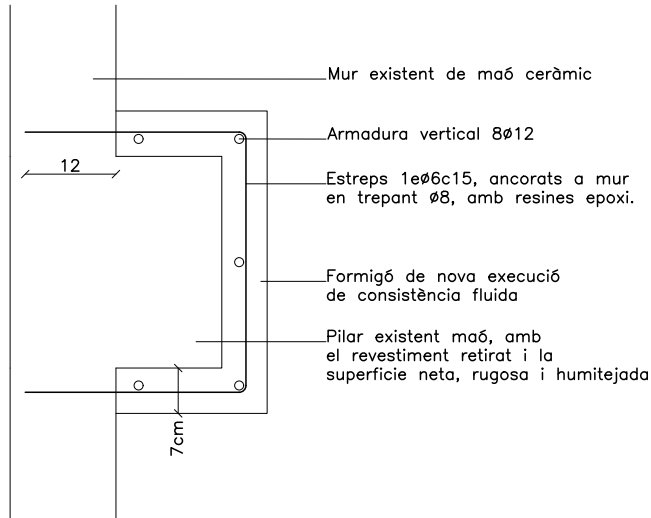 Mur existent de maó ceràmic
Armadura vertical 8ø12
12
Estreps 1eø6c15, ancorats a mur
en trepant ø8, amb resines epoxi.
Formigó de nova execució
de consistència fluida
Pilar existent maó, amb
el revestiment retirat i la
superficie neta, rugosa i humitejada
7cm